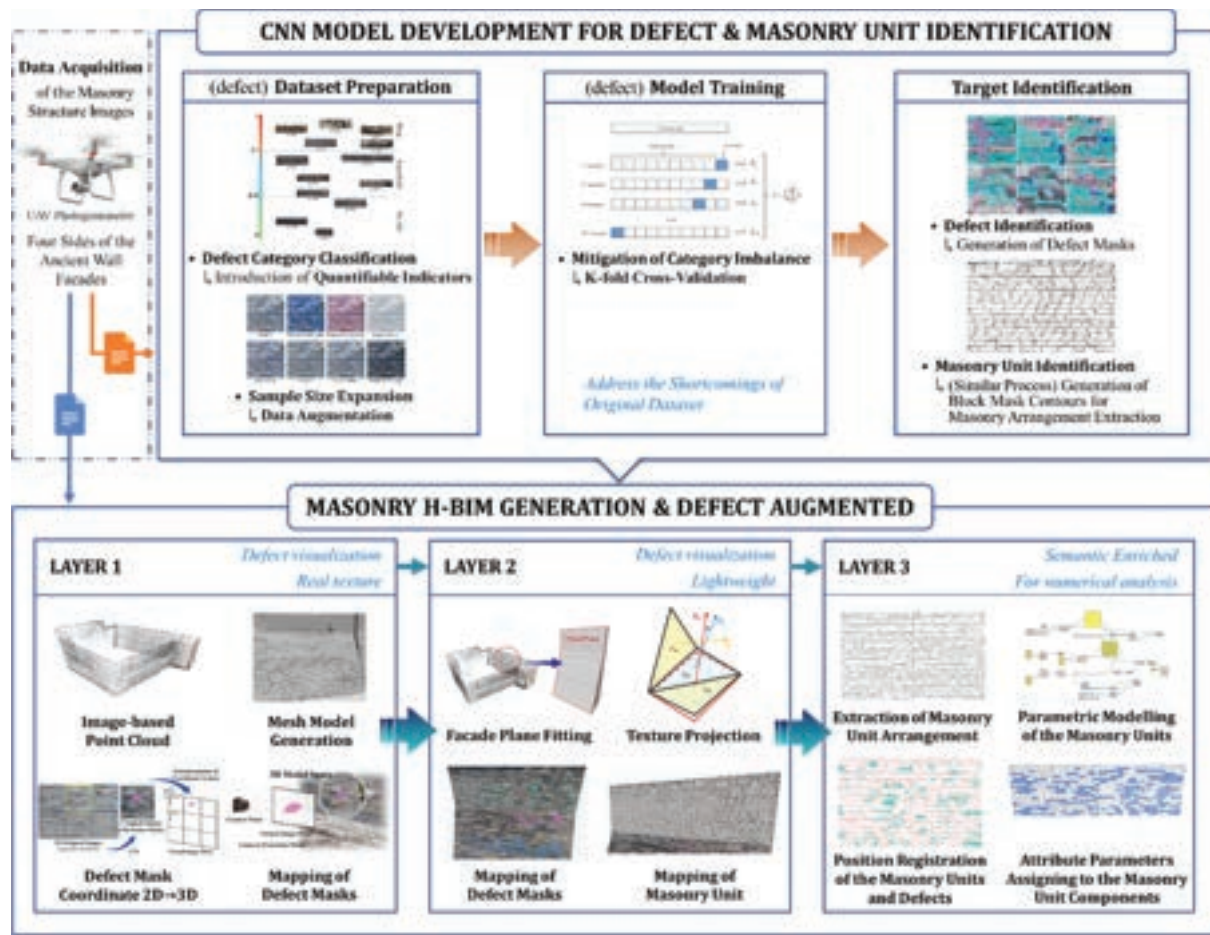 CNN MODEL DEVELOPMENT FOR DEFECT & MASONRY UNIT IDENTIFICATION
Data Acquisition
of the Masonry
Structure Images
UAV Photogrammetry
Four Sides of the
Ancient Wall
Facades
(defect) Dataset Preparation
• Defect Category Classification
↳ Introduction of Quantifiable Indicators
• Sample Size Expansion
↳ Data Augmentation
(defect) Model Training
• Mitigation of Category Imbalance
↳ K-fold Cross-Validation
Address the Shortcomings of
Original Dataset
Target Identification
• Defect Identification
↳ Generation of Defect Masks
• Masonry Unit Identification
↳ (Similar Process) Generation of
Block Mask Contours for
Masonry Arrangement Extraction
MASONRY H-BIM GENERATION & DEFECT AUGMENTED
LAYER 1
Defect visualization
Real texture
Image-based
Point Cloud
Mesh Model
Generation
Defect Mask
Coordinate 2D→3D
Mapping of
Defect Masks
LAYER 2
Defect visualization
Lightweight
Facade Plane Fitting
Texture Projection
Mapping of
Defect Masks
Mapping of
Masonry Unit
LAYER 3
Semantic Enriched
For numerical analysis
Extraction of Masonry
Unit Arrangement
Parametric Modelling
of the Masonry Units
Position Registration
of the Masonry Units
and Defects
Attribute Parameters
Assigning to the Masonry
Unit Components